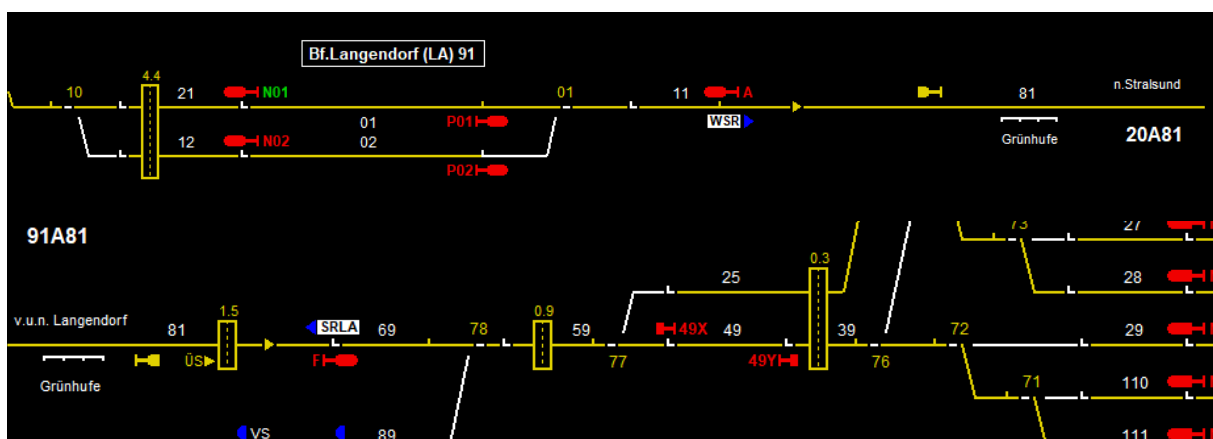 Bf.Langendorf (LA) 91
4.4
10 21 N01 01 11 A 81 n.Stralsund
01 P01 WSR
12 N02 02 Grünhufe 20A81
P02
91A81
73 27
0.3
25 28
1.5 0.9
v.u.n. Langendorf 81 SRLA 69 78 59 49X 49 39 72 29
ÜS F 77 49Y 76
Grünhufe 71 110
VS 89 111